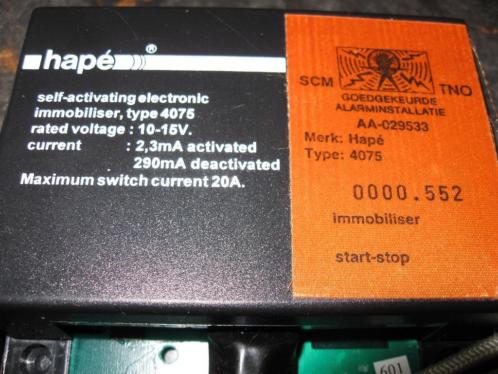 hapé®
self-activating electronic
immobiliser, type 4075
rated voltage : 10-15V.
current : 2,3mA activated
290mA deactivated
Maximum switch current 20A.
SCM TNO
GOEDGEKEURDE
ALARMINSTALLATIE
AA-029533
Merk: Hapé
Type: 4075
0000.552
immobiliser
start-stop
601